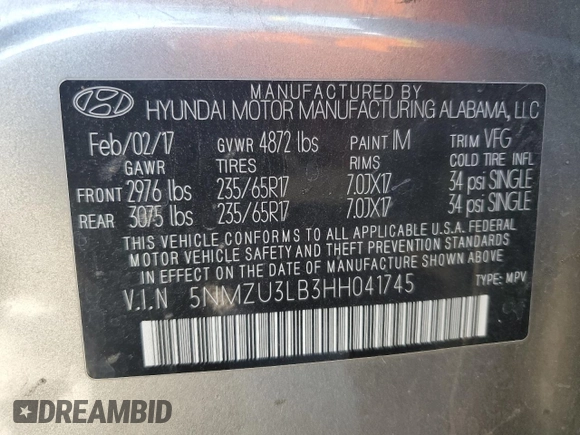 MANUFACTURED BY
HYUNDAI MOTOR MANUFACTURING ALABAMA, LLC
Feb/02/17 GVWR 4872 lbs PAINT IM TRIM VFG
GAWR TIRES RIMS COLD TIRE INFL
FRONT 2976 lbs 235/65R17 7.0JX17 34 psi SINGLE
REAR 3075 lbs 235/65R17 7.0JX17 34 psi SINGLE
THIS VEHICLE CONFORMS TO ALL APPLICABLE U.S.A. FEDERAL
MOTOR VEHICLE SAFETY AND THEFT PREVENTION STANDARDS
IN EFFECT ON THE DATE OF MANUFACTURE SHOWN ABOVE.
V.I.N 5NMZU3LB3HH041745 TYPE: MPV
DREAMBID